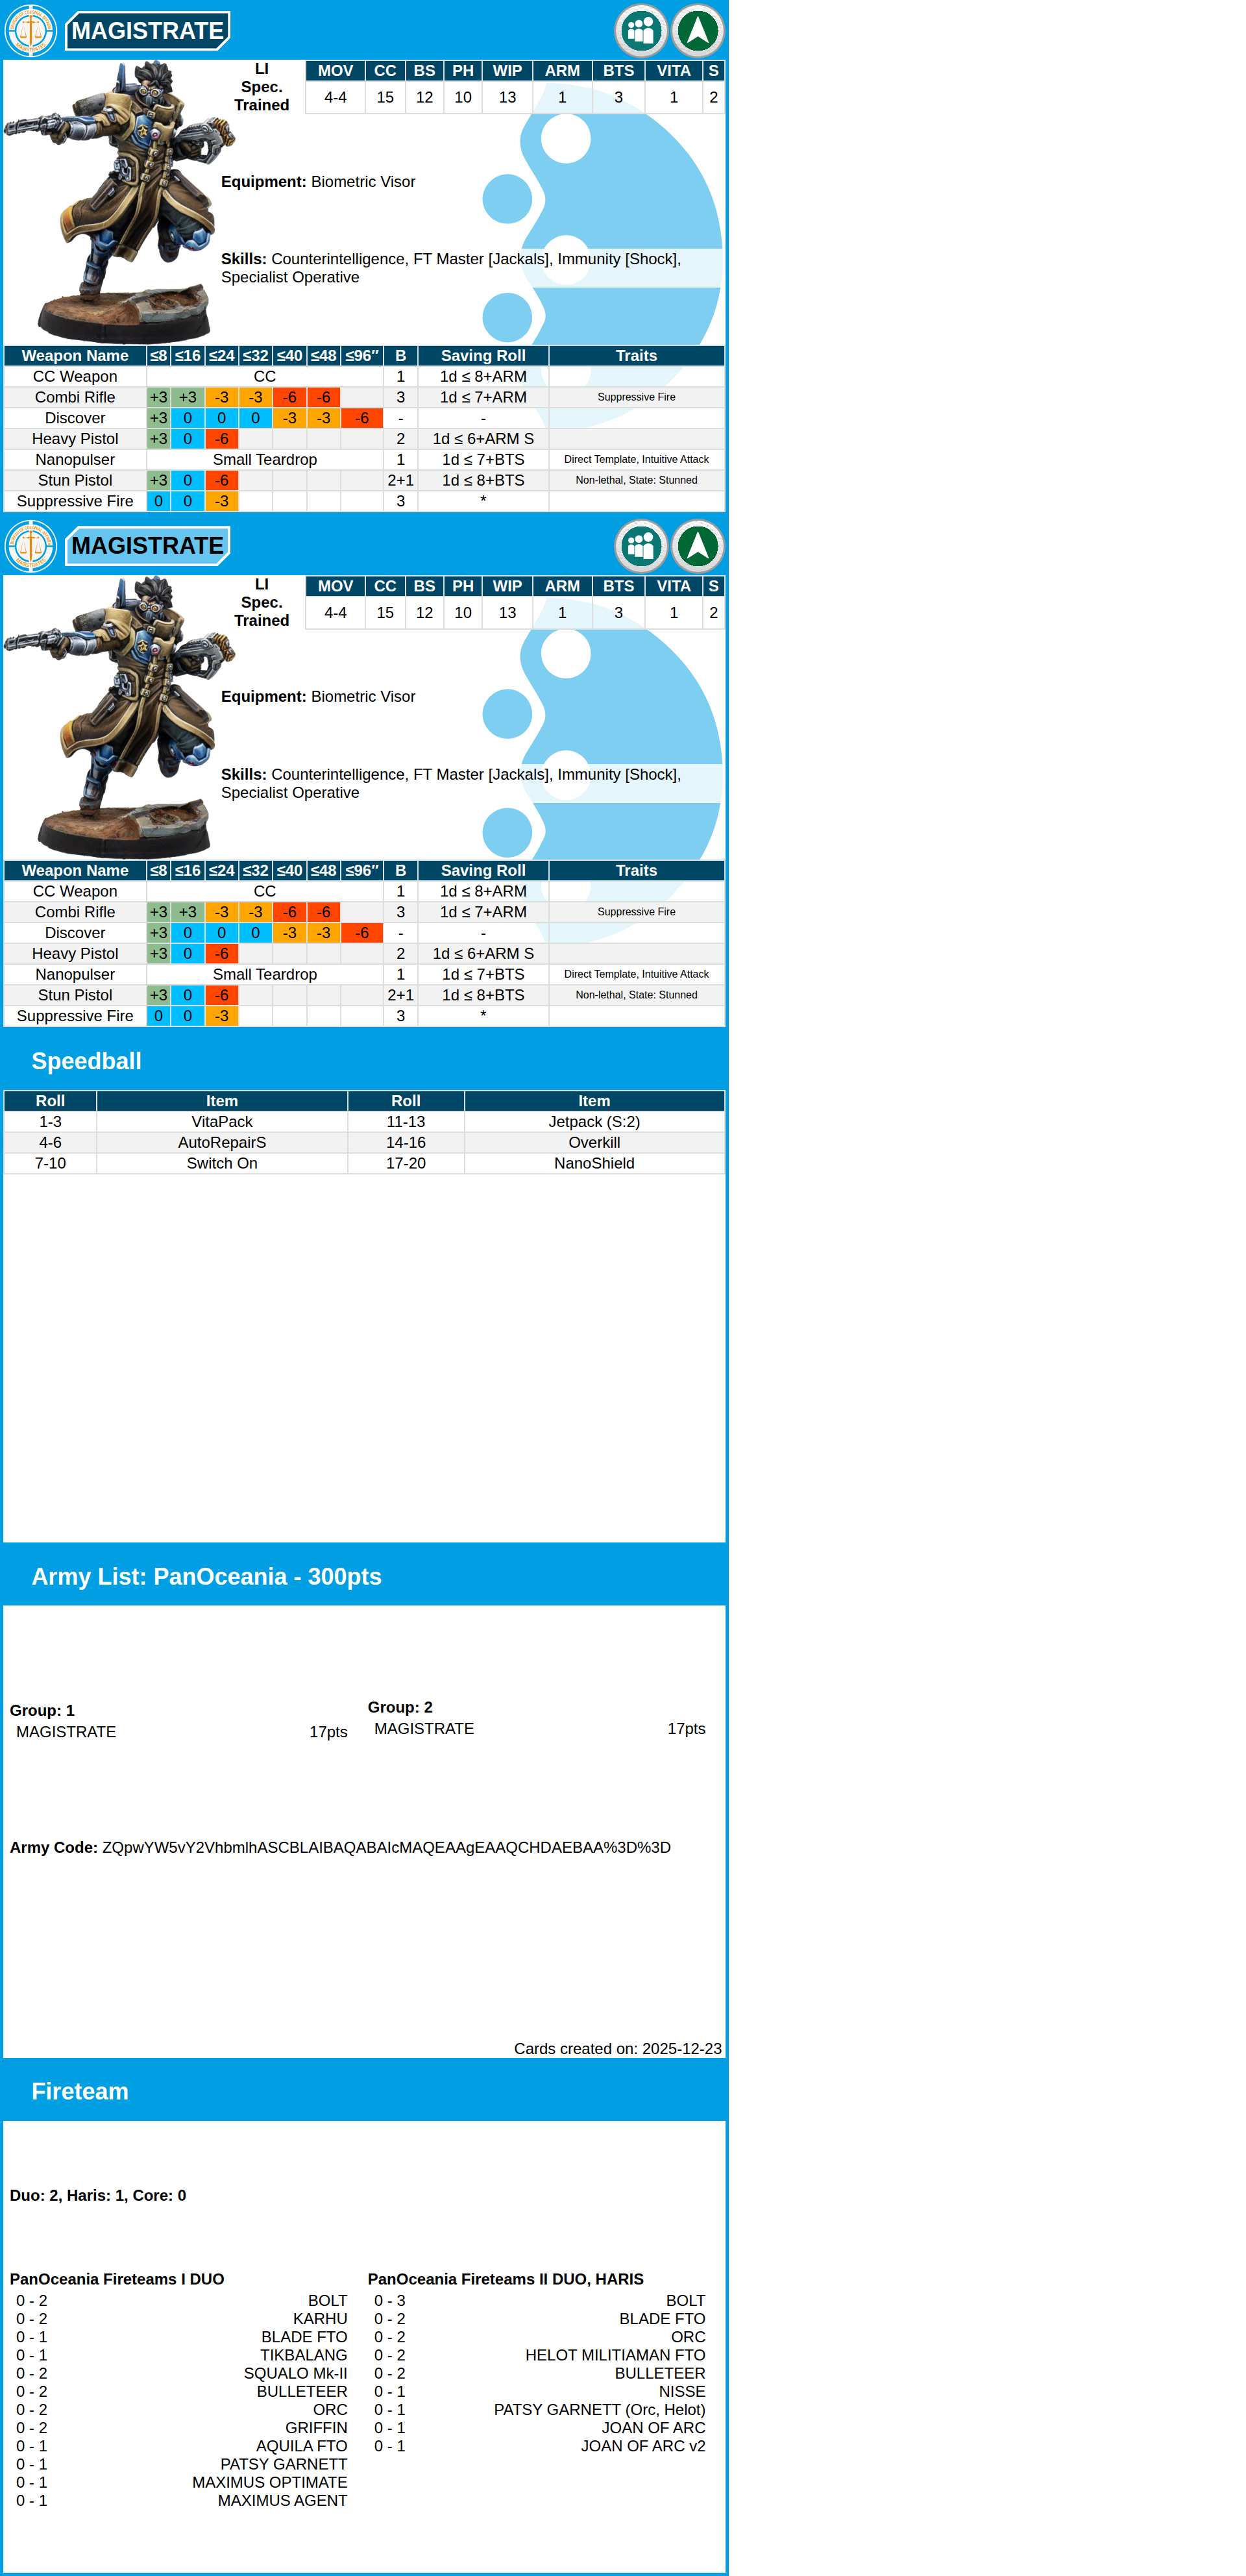 MAGISTRATE
LI
Spec.
Trained
MOV CC BS PH WIP ARM BTS VITA S
4-4 15 12 10 13 1 3 1 2
Equipment: Biometric Visor
Skills: Counterintelligence, FT Master [Jackals], Immunity [Shock],
Specialist Operative
Weapon Name ≤8 ≤16 ≤24 ≤32 ≤40 ≤48 ≤96″ B Saving Roll Traits
CC Weapon CC 1 1d ≤ 8+ARM
Combi Rifle +3 +3 -3 -3 -6 -6 3 1d ≤ 7+ARM Suppressive Fire
Discover +3 0 0 0 -3 -3 -6 - -
Heavy Pistol +3 0 -6 2 1d ≤ 6+ARM S
Nanopulser Small Teardrop 1 1d ≤ 7+BTS Direct Template, Intuitive Attack
Stun Pistol +3 0 -6 2+1 1d ≤ 8+BTS Non-lethal, State: Stunned
Suppressive Fire 0 0 -3 3 *
MAGISTRATE
LI
Spec.
Trained
MOV CC BS PH WIP ARM BTS VITA S
4-4 15 12 10 13 1 3 1 2
Equipment: Biometric Visor
Skills: Counterintelligence, FT Master [Jackals], Immunity [Shock],
Specialist Operative
Weapon Name ≤8 ≤16 ≤24 ≤32 ≤40 ≤48 ≤96″ B Saving Roll Traits
CC Weapon CC 1 1d ≤ 8+ARM
Combi Rifle +3 +3 -3 -3 -6 -6 3 1d ≤ 7+ARM Suppressive Fire
Discover +3 0 0 0 -3 -3 -6 - -
Heavy Pistol +3 0 -6 2 1d ≤ 6+ARM S
Nanopulser Small Teardrop 1 1d ≤ 7+BTS Direct Template, Intuitive Attack
Stun Pistol +3 0 -6 2+1 1d ≤ 8+BTS Non-lethal, State: Stunned
Suppressive Fire 0 0 -3 3 *
Speedball
Roll Item Roll Item
1-3 VitaPack 11-13 Jetpack (S:2)
4-6 AutoRepairS 14-16 Overkill
7-10 Switch On 17-20 NanoShield
Army List: PanOceania - 300pts
Group: 1
MAGISTRATE 17pts
Group: 2
MAGISTRATE 17pts
Army Code: ZQpwYW5vY2VhbmlhASCBLAIBAQABAIcMAQEAAgEAAQCHDAEBAA%3D%3D
Cards created on: 2025-12-23
Fireteam
Duo: 2, Haris: 1, Core: 0
PanOceania Fireteams I DUO
0 - 2 BOLT
0 - 2 KARHU
0 - 1 BLADE FTO
0 - 1 TIKBALANG
0 - 2 SQUALO Mk-II
0 - 2 BULLETEER
0 - 2 ORC
0 - 2 GRIFFIN
0 - 1 AQUILA FTO
0 - 1 PATSY GARNETT
0 - 1 MAXIMUS OPTIMATE
0 - 1 MAXIMUS AGENT
PanOceania Fireteams II DUO, HARIS
0 - 3 BOLT
0 - 2 BLADE FTO
0 - 2 ORC
0 - 2 HELOT MILITIAMAN FTO
0 - 2 BULLETEER
0 - 1 NISSE
0 - 1 PATSY GARNETT (Orc, Helot)
0 - 1 JOAN OF ARC
0 - 1 JOAN OF ARC v2